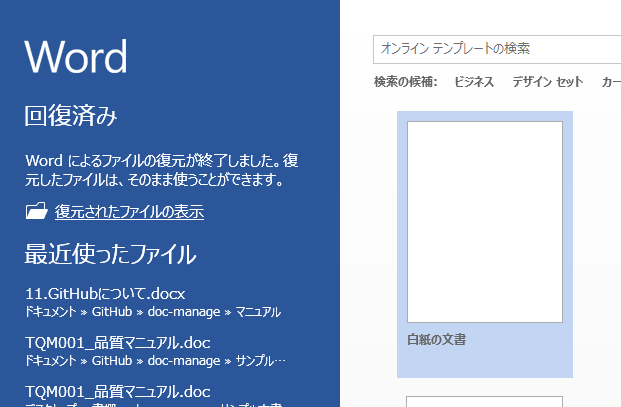 Word
回復済み
Word によるファイルの復元が終了しました。復
元したファイルは、そのまま使うことができます。
復元されたファイルの表示
最近使ったファイル
11.GitHubについて.docx
ドキュメント » GitHub » doc-manage » マニュアル
TQM001_品質マニュアル.doc
ドキュメント » GitHub » doc-manage » サンプル…
TQM001_品質マニュアル.doc
オンライン テンプレートの検索
検索の候補: ビジネス デザイン セット カー
白紙の文書